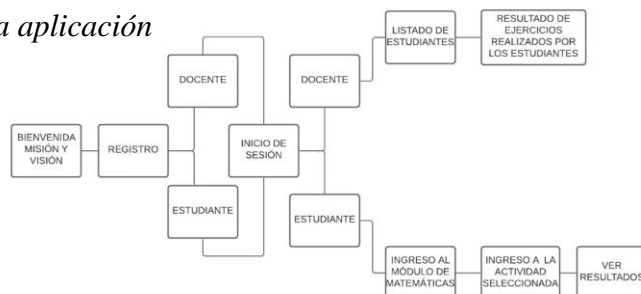 a aplicación
BIENVENIDA
MISIÓN Y
VISIÓN
REGISTRO
DOCENTE
ESTUDIANTE
INICIO DE
SESIÓN
DOCENTE
LISTADO DE
ESTUDIANTES
RESULTADO DE
EJERCICIOS
REALIZADOS POR
LOS ESTUDIANTES
ESTUDIANTE
INGRESO AL
MÓDULO DE
MATEMÁTICAS
INGRESO A LA
ACTIVIDAD
SELECCIONADA
VER
RESULTADOS